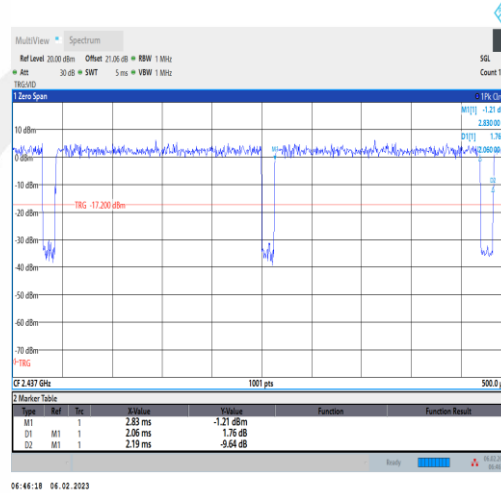 MultiView Spectrum
Ref Level 20.00 dBm Offset 21.06 dB RBW 1 MHz SGL
Att 30 dB SWT 5 ms VBW 1 MHz Count 1
TRG:VID
1 Zero Span 1Pk Clr
M1[1] -1.21 d
2.830 00
D1[1] 1.76
2.060 00
10 dBm
M1
0 dBm
D2
-10 dBm
TRG -17.200 dBm
-20 dBm
-30 dBm
-40 dBm
-50 dBm
-60 dBm
-70 dBm
TRG
CF 2.437 GHz 1001 pts 500.0 µ
2 Marker Table
Type Ref Trc X-Value Y-Value Function Function Result
M1 1 2.83 ms -1.21 dBm
D1 M1 1 2.06 ms 1.76 dB
D2 M1 1 2.19 ms -9.64 dB
Ready
06:46:18 06.02.2023